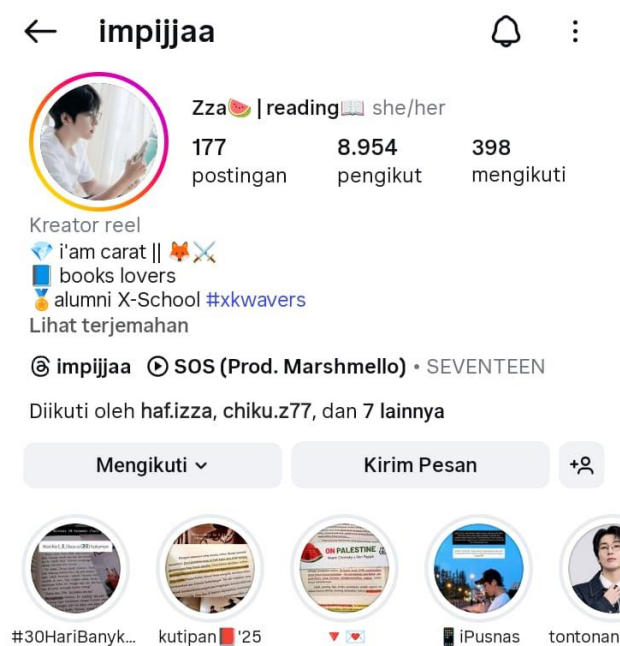 impijjaa
Zza🍉 | reading📖 she/her
177 8.954 398
postingan pengikut mengikuti
Kreator reel
💎 i'am carat || 🦊⚔️
📘 books lovers
🏅alumni X-School #xkwavers
Lihat terjemahan
impijjaa SOS (Prod. Marshmello) • SEVENTEEN
Diikuti oleh haf.izza, chiku.z77, dan 7 lainnya
Mengikuti
Kirim Pesan
ON PALESTINE
#30HariBanyk...
kutipan📕'25
🔻💌
📱iPusnas
tontonan